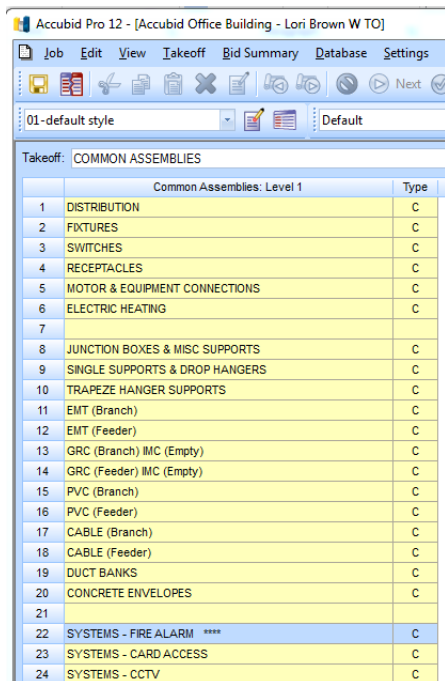 Accubid Pro 12 - [Accubid Office Building - Lori Brown W TO]
Job Edit View Takeoff Bid Summary Database Settings
Next
01-default style Default
Takeoff: COMMON ASSEMBLIES
Common Assemblies: Level 1 Type
1 DISTRIBUTION C
2 FIXTURES C
3 SWITCHES C
4 RECEPTACLES C
5 MOTOR & EQUIPMENT CONNECTIONS C
6 ELECTRIC HEATING C
7
8 JUNCTION BOXES & MISC SUPPORTS C
9 SINGLE SUPPORTS & DROP HANGERS C
10 TRAPEZE HANGER SUPPORTS C
11 EMT (Branch) C
12 EMT (Feeder) C
13 GRC (Branch) IMC (Empty) C
14 GRC (Feeder) IMC (Empty) C
15 PVC (Branch) C
16 PVC (Feeder) C
17 CABLE (Branch) C
18 CABLE (Feeder) C
19 DUCT BANKS C
20 CONCRETE ENVELOPES C
21
22 SYSTEMS - FIRE ALARM **** C
23 SYSTEMS - CARD ACCESS C
24 SYSTEMS - CCTV C